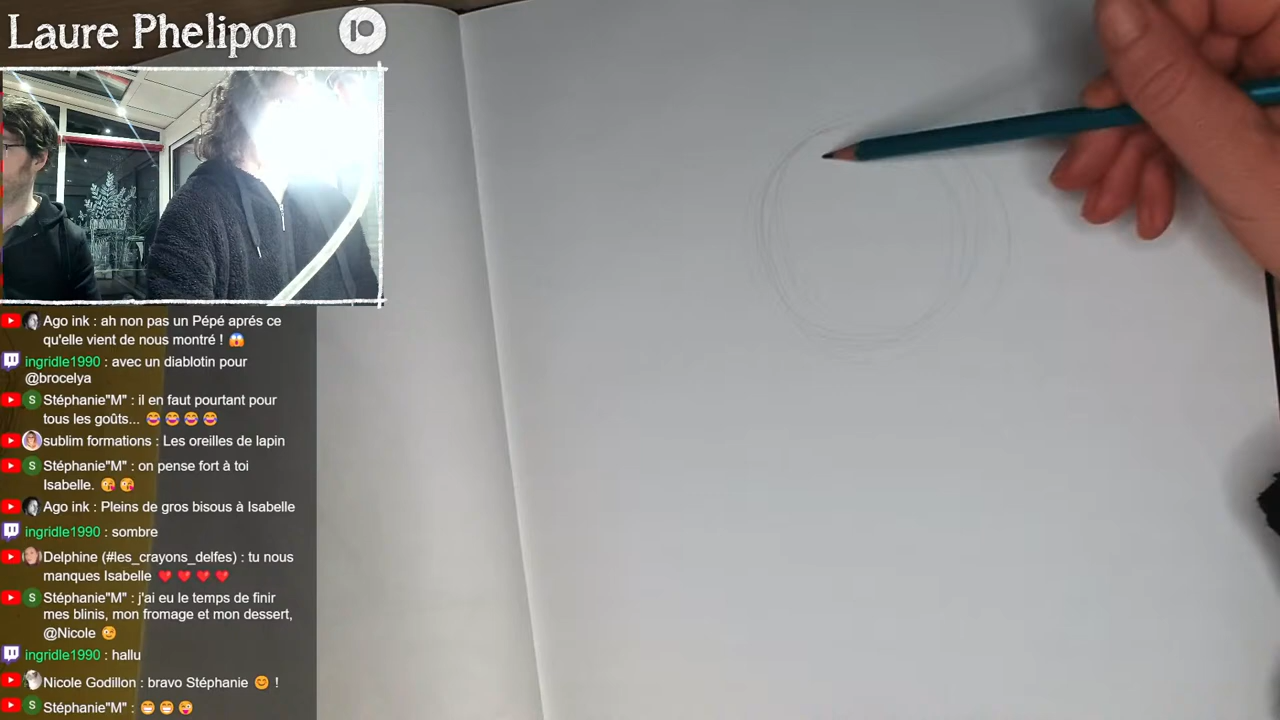 Laure Phelipon
Ago ink : ah non pas un Pépé aprés ce
qu'elle vient de nous montré ! 😱
ingridle1990 : avec un diablotin pour
@brocelya
Stéphanie"M" : il en faut pourtant pour
tous les goûts... 😂 😂 😂 😂
sublim formations : Les oreilles de lapin
Stéphanie"M" : on pense fort à toi
Isabelle. 😘 😘
Ago ink : Pleins de gros bisous à Isabelle
ingridle1990 : sombre
Delphine (#les_crayons_delfes) : tu nous
manques Isabelle ❤️ ❤️ ❤️ ❤️
Stéphanie"M" : j'ai eu le temps de finir
mes blinis, mon fromage et mon dessert,
@Nicole 😉
ingridle1990 : hallu
Nicole Godillon : bravo Stéphanie 😊 !
Stéphanie"M" : 😁 😁 😜